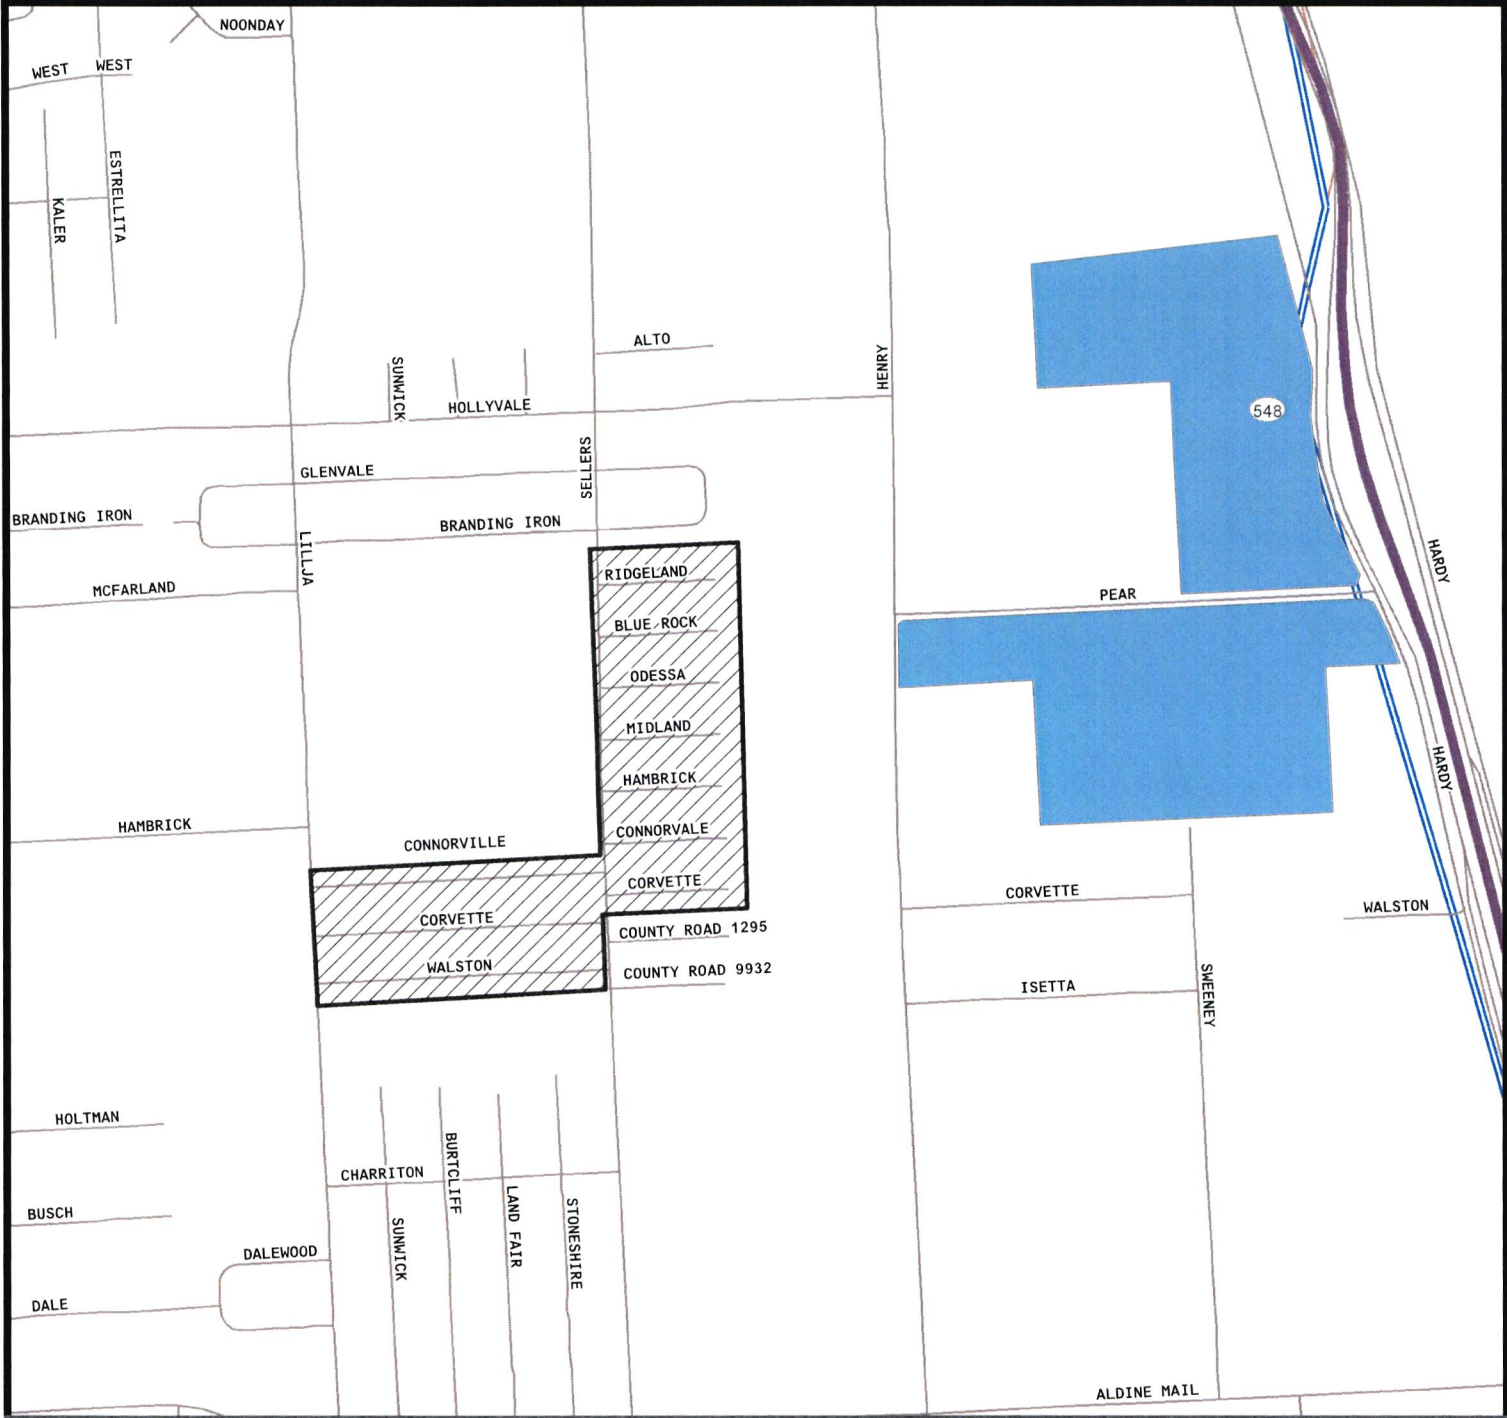 NOONDAY
WEST WEST
ESTRELLITA
KALER
ALTO
SUNWICK
HENRY
HOLLYVALE
548
SELLERS
GLENVALE
BRANDING IRON
BRANDING IRON
LILLJA
HARDY
RIDGELAND
MCFARLAND
PEAR
BLUE ROCK
ODESSA
MIDLAND
HARDY
HAMBRICK
HAMBRICK
CONNORVALE
CONNORVILLE
CORVETTE
CORVETTE
WALSTON
CORVETTE
COUNTY ROAD 1295
WALSTON
COUNTY ROAD 9932
ISETTA
SWEENEY
HOLTMAN
BURTCLIFF
CHARRITON
LAND FAIR
STONESHIRE
BUSCH
SUNWICK
DALEWOOD
DALE
ALDINE MAIL